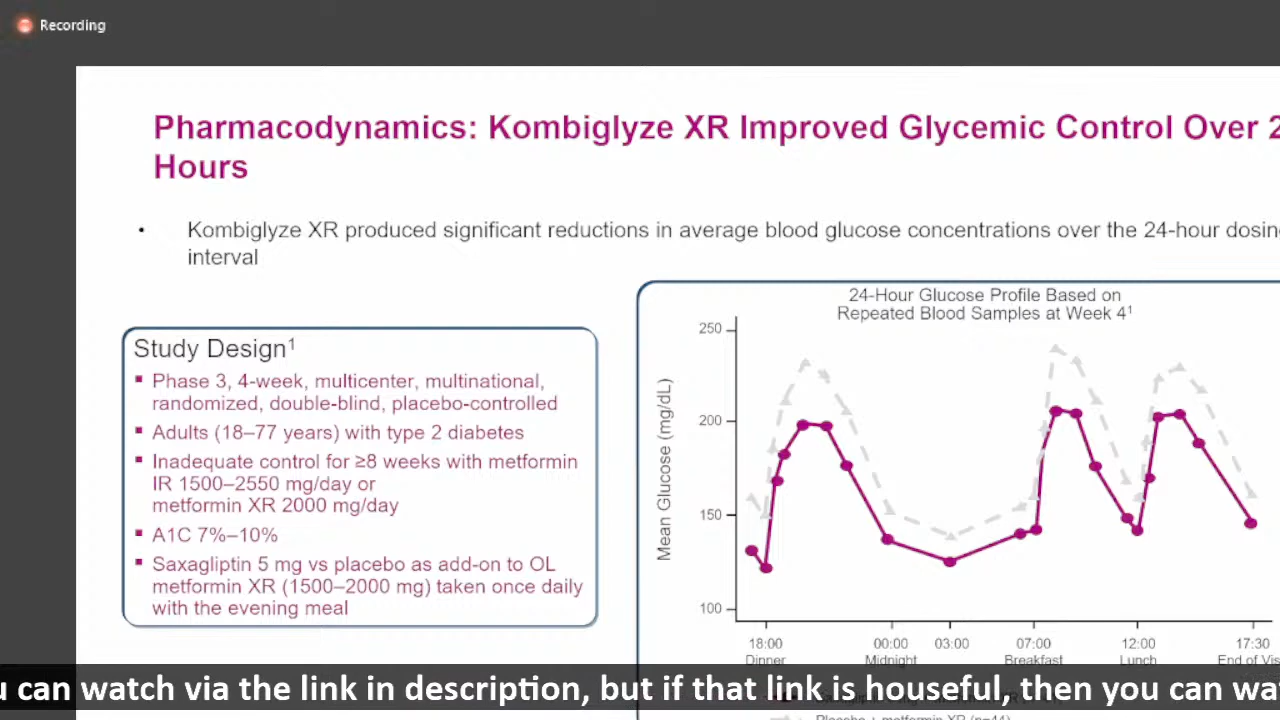 Recording
Pharmacodynamics: Kombiglyze XR Improved Glycemic Control Over 2
Hours
• Kombiglyze XR produced significant reductions in average blood glucose concentrations over the 24-hour dosin
interval
Study Design¹
Phase 3, 4-week, multicenter, multinational,
randomized, double-blind, placebo-controlled
Adults (18–77 years) with type 2 diabetes
Inadequate control for ≥8 weeks with metformin
IR 1500–2550 mg/day or
metformin XR 2000 mg/day
A1C 7%–10%
Saxagliptin 5 mg vs placebo as add-on to OL
metformin XR (1500–2000 mg) taken once daily
with the evening meal
24-Hour Glucose Profile Based on
Repeated Blood Samples at Week 4¹
Mean Glucose (mg/dL)
250
200
150
100
18:00 00:00 03:00 07:00 12:00 17:30
Dinner Midnight Breakfast Lunch End of Vis
u can watch via the link in description, but if that link is houseful, then you can wa
Placebo + metformin XR (n=44)